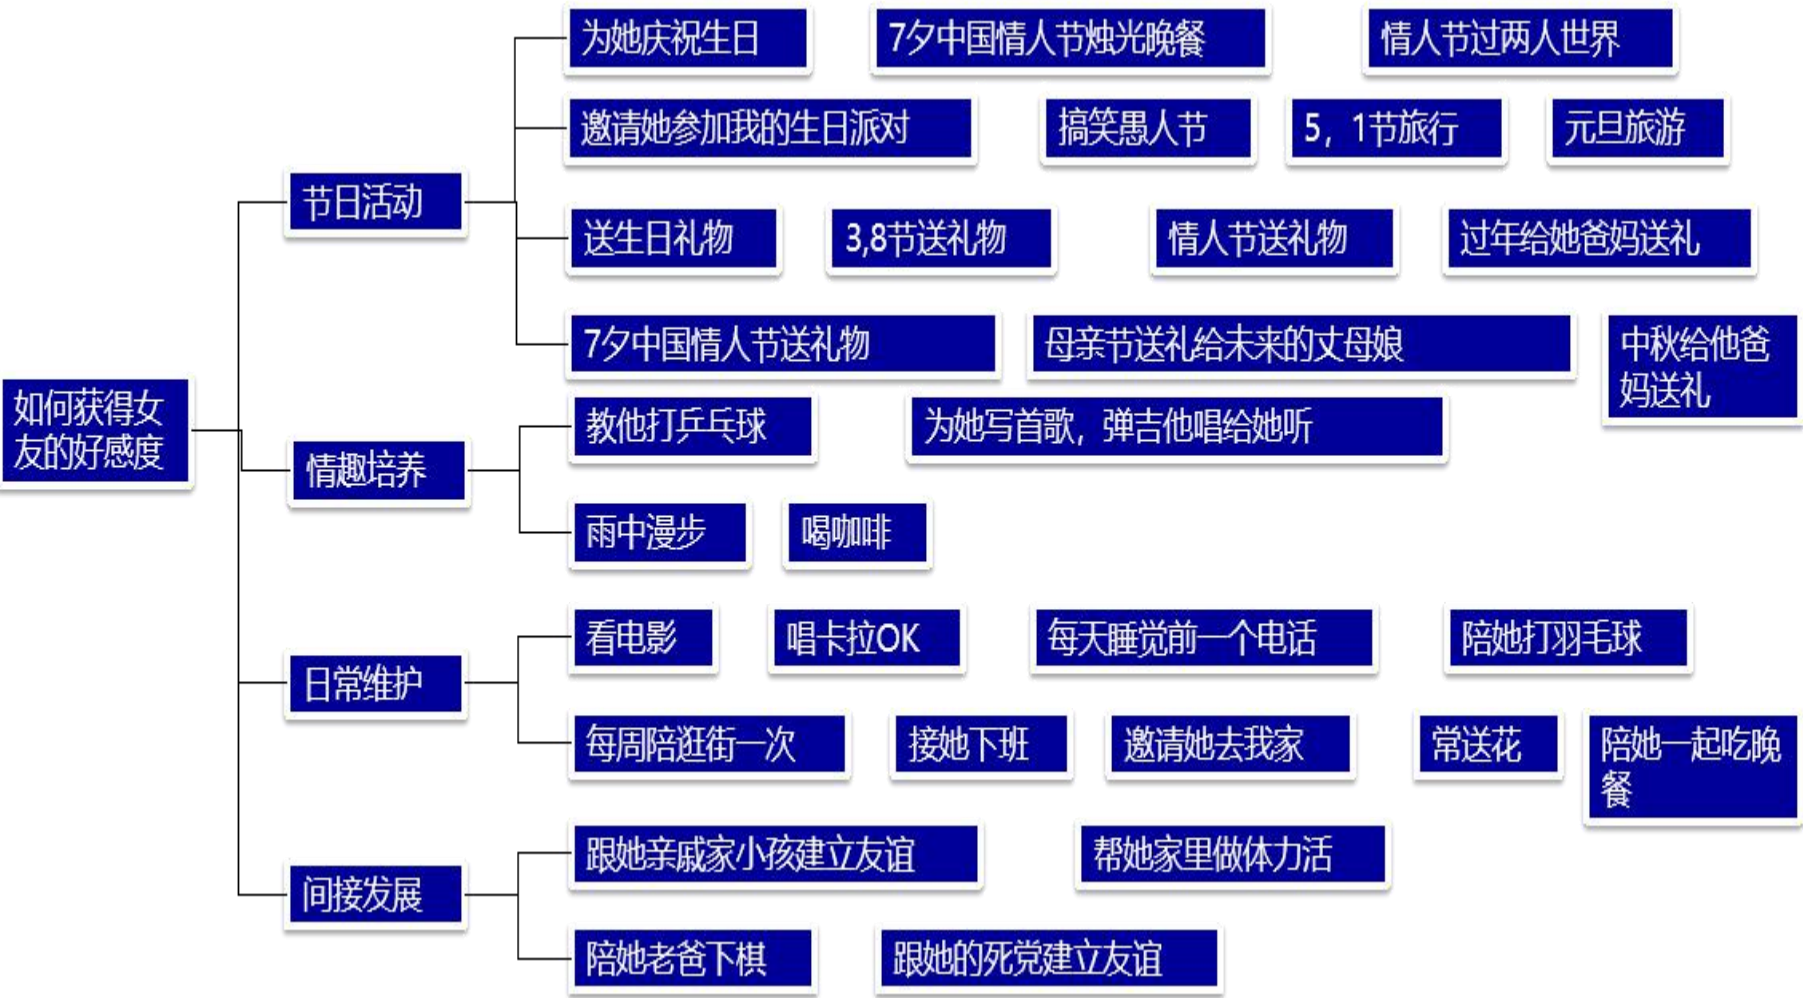 为她庆祝生日
7夕中国情人节烛光晚餐
情人节过两人世界
邀请她参加我的生日派对
搞笑愚人节
5，1节旅行
元旦旅游
节日活动
送生日礼物
3,8节送礼物
情人节送礼物
过年给她爸妈送礼
7夕中国情人节送礼物
母亲节送礼给未来的丈母娘
中秋给他爸
妈送礼
如何获得女
友的好感度
情趣培养
教他打乒乓球
为她写首歌，弹吉他唱给她听
雨中漫步
喝咖啡
日常维护
看电影
唱卡拉OK
每天睡觉前一个电话
陪她打羽毛球
每周陪逛街一次
接她下班
邀请她去我家
常送花
陪她一起吃晚
餐
间接发展
跟她亲戚家小孩建立友谊
帮她家里做体力活
陪她老爸下棋
跟她的死党建立友谊